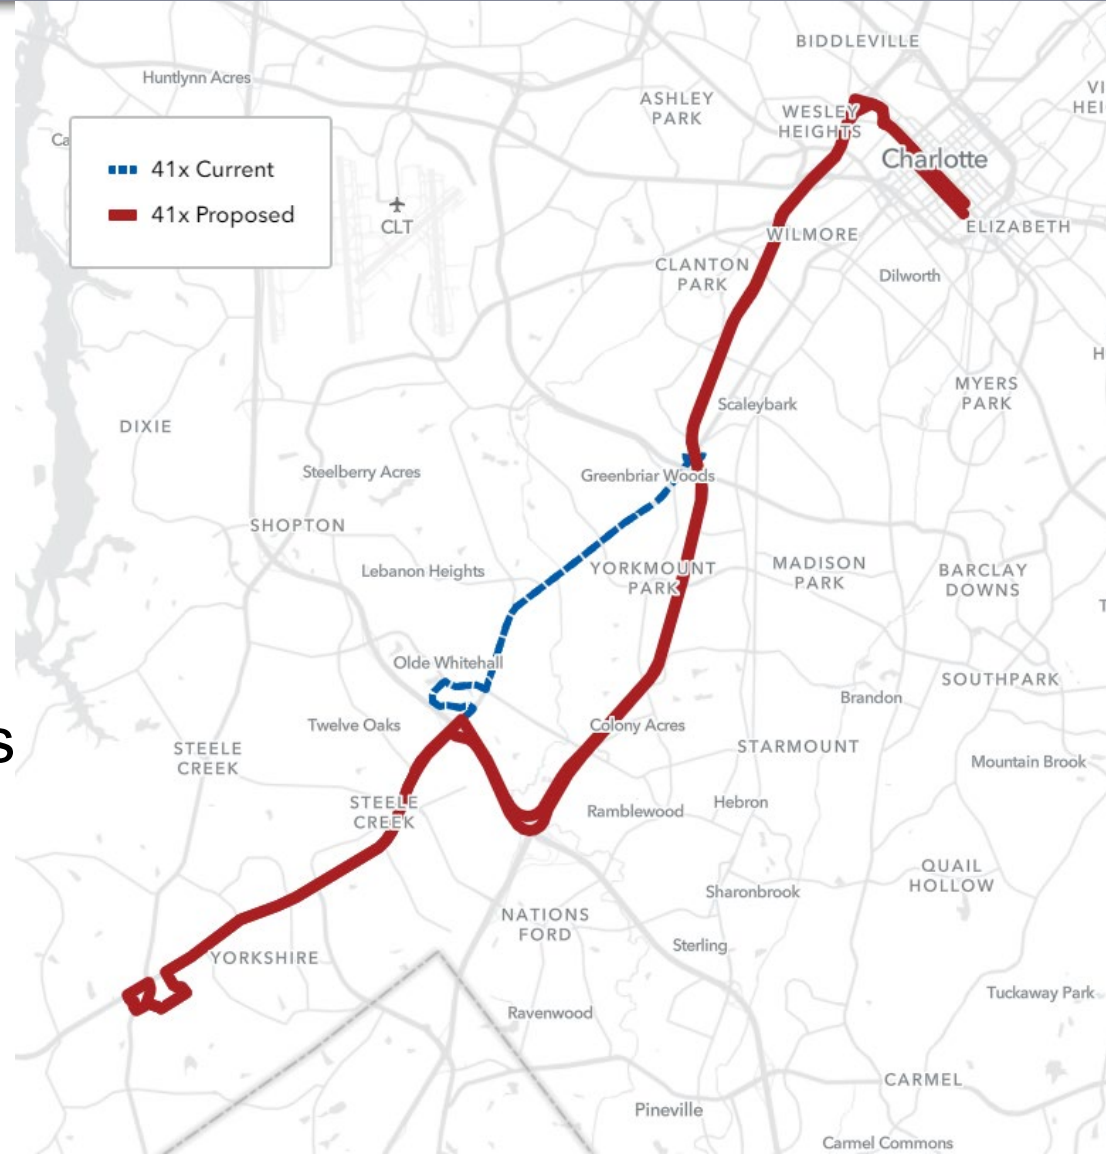 BIDDLEVILLE
Huntlynn Acres
ASHLEY
PARK
WESLEY
HEIGHTS
VI
HEI
Ca
41x Current
41x Proposed
Charlotte
CLT
ELIZABETH
WILMORE
CLANTON
PARK
Dilworth
H
MYERS
PARK
Scaleybark
DIXIE
Steelberry Acres
Greenbriar Woods
SHOPTON
Lebanon Heights
YORKMOUNT
PARK
MADISON
PARK
BARCLAY
DOWNS
T
Olde Whitehall
SOUTHPARK
Brandon
Twelve Oaks
Colony Acres
S
STEELE
CREEK
STARMOUNT
Mountain Brook
STEELE
CREEK
Ramblewood
Hebron
QUAIL
HOLLOW
Sharonbrook
NATIONS
FORD
Sterling
YORKSHIRE
Tuckaway Park
Ravenwood
CARMEL
Pineville
Carmel Commons